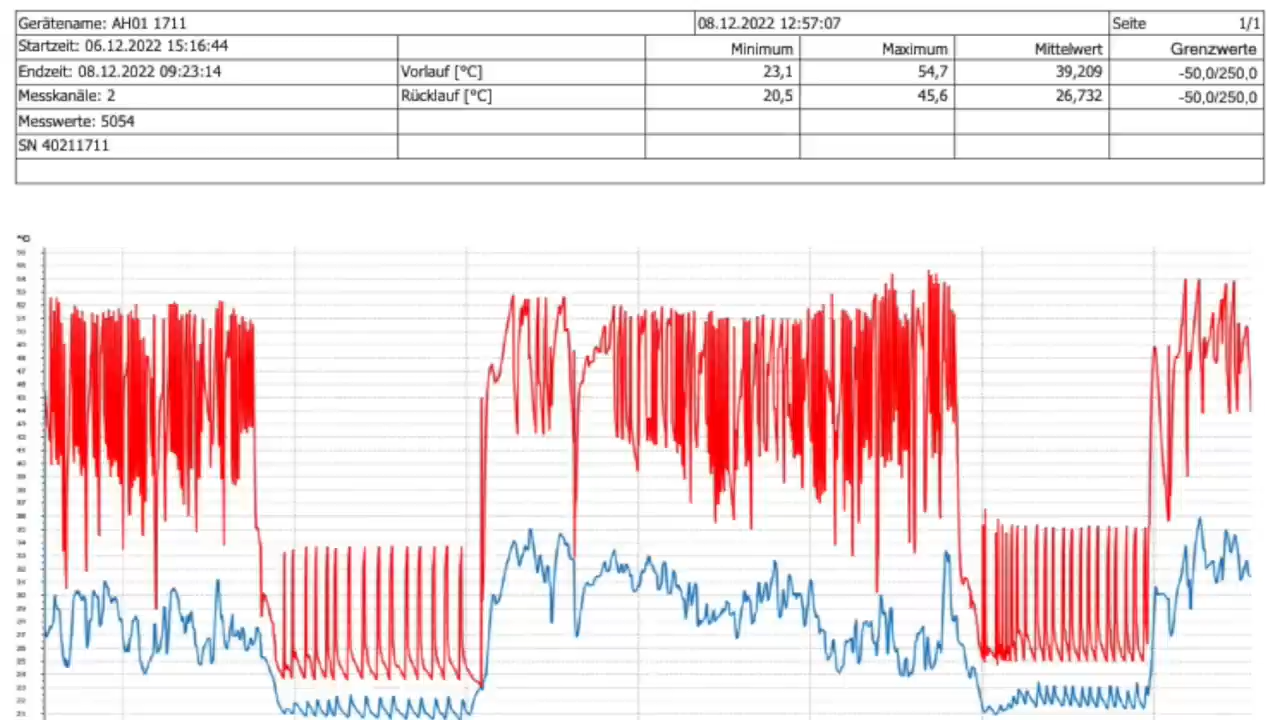 Gerätename: AH01 1711 08.12.2022 12:57:07 Seite 1/1
Startzeit: 06.12.2022 15:16:44 Minimum Maximum Mittelwert Grenzwerte
Endzeit: 08.12.2022 09:23:14 Vorlauf [°C] 23,1 54,7 39,209 -50,0/250,0
Messkanäle: 2 Rücklauf [°C] 20,5 45,6 26,732 -50,0/250,0
Messwerte: 5054
SN 40211711
°C